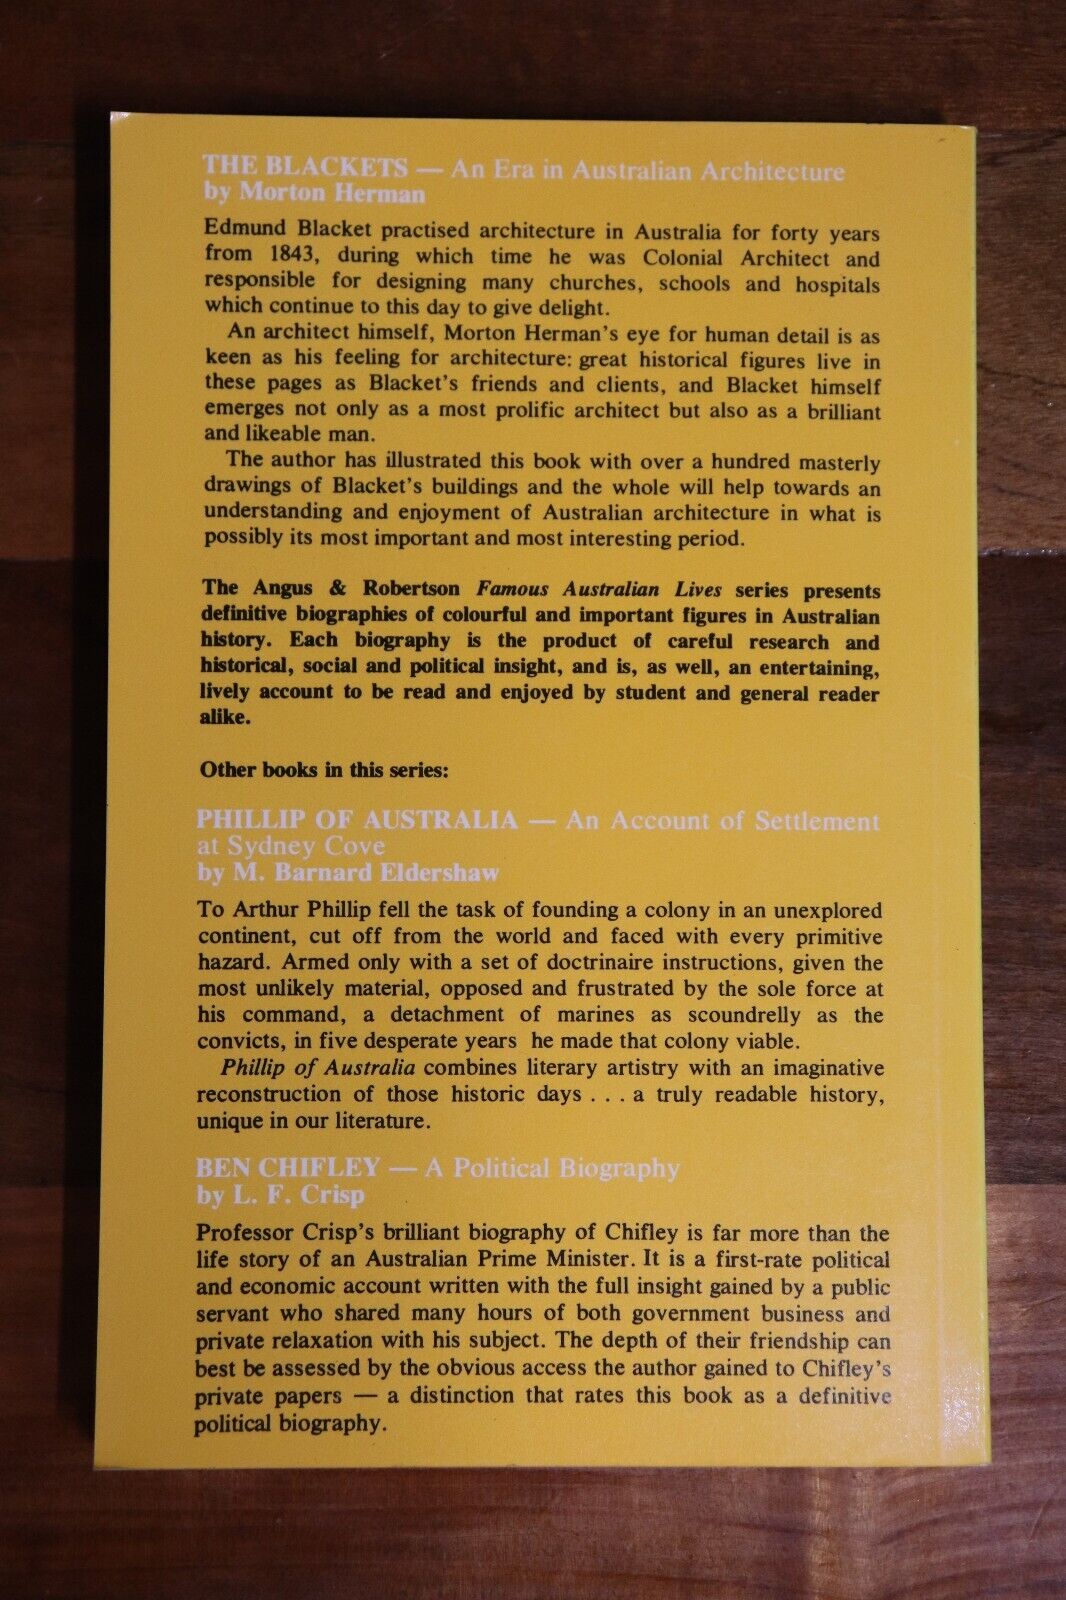 THE BLACKETS — An Era in Australian Architecture
by Morton Herman
Edmund Blacket practised architecture in Australia for forty years
from 1843, during which time he was Colonial Architect and
responsible for designing many churches, schools and hospitals
which continue to this day to give delight.
An architect himself, Morton Herman's eye for human detail is as
keen as his feeling for architecture: great historical figures live in
these pages as Blacket's friends and clients, and Blacket himself
emerges not only as a most prolific architect but also as a brilliant
and likeable man.
The author has illustrated this book with over a hundred masterly
drawings of Blacket's buildings and the whole will help towards an
understanding and enjoyment of Australian architecture in what is
possibly its most important and most interesting period.
The Angus & Robertson Famous Australian Lives series presents
definitive biographies of colourful and important figures in Australian
history. Each biography is the product of careful research and
historical, social and political insight, and is, as well, an entertaining,
lively account to be read and enjoyed by student and general reader
alike.
Other books in this series:
PHILLIP OF AUSTRALIA — An Account of Settlement
at Sydney Cove
by M. Barnard Eldershaw
To Arthur Phillip fell the task of founding a colony in an unexplored
continent, cut off from the world and faced with every primitive
hazard. Armed only with a set of doctrinaire instructions, given the
most unlikely material, opposed and frustrated by the sole force at
his command, a detachment of marines as scoundrelly as the
convicts, in five desperate years he made that colony viable.
Phillip of Australia combines literary artistry with an imaginative
reconstruction of those historic days . . . a truly readable history,
unique in our literature.
BEN CHIFLEY — A Political Biography
by L. F. Crisp
Professor Crisp's brilliant biography of Chifley is far more than the
life story of an Australian Prime Minister. It is a first-rate political
and economic account written with the full insight gained by a public
servant who shared many hours of both government business and
private relaxation with his subject. The depth of their friendship can
best be assessed by the obvious access the author gained to Chifley's
private papers — a distinction that rates this book as a definitive
political biography.